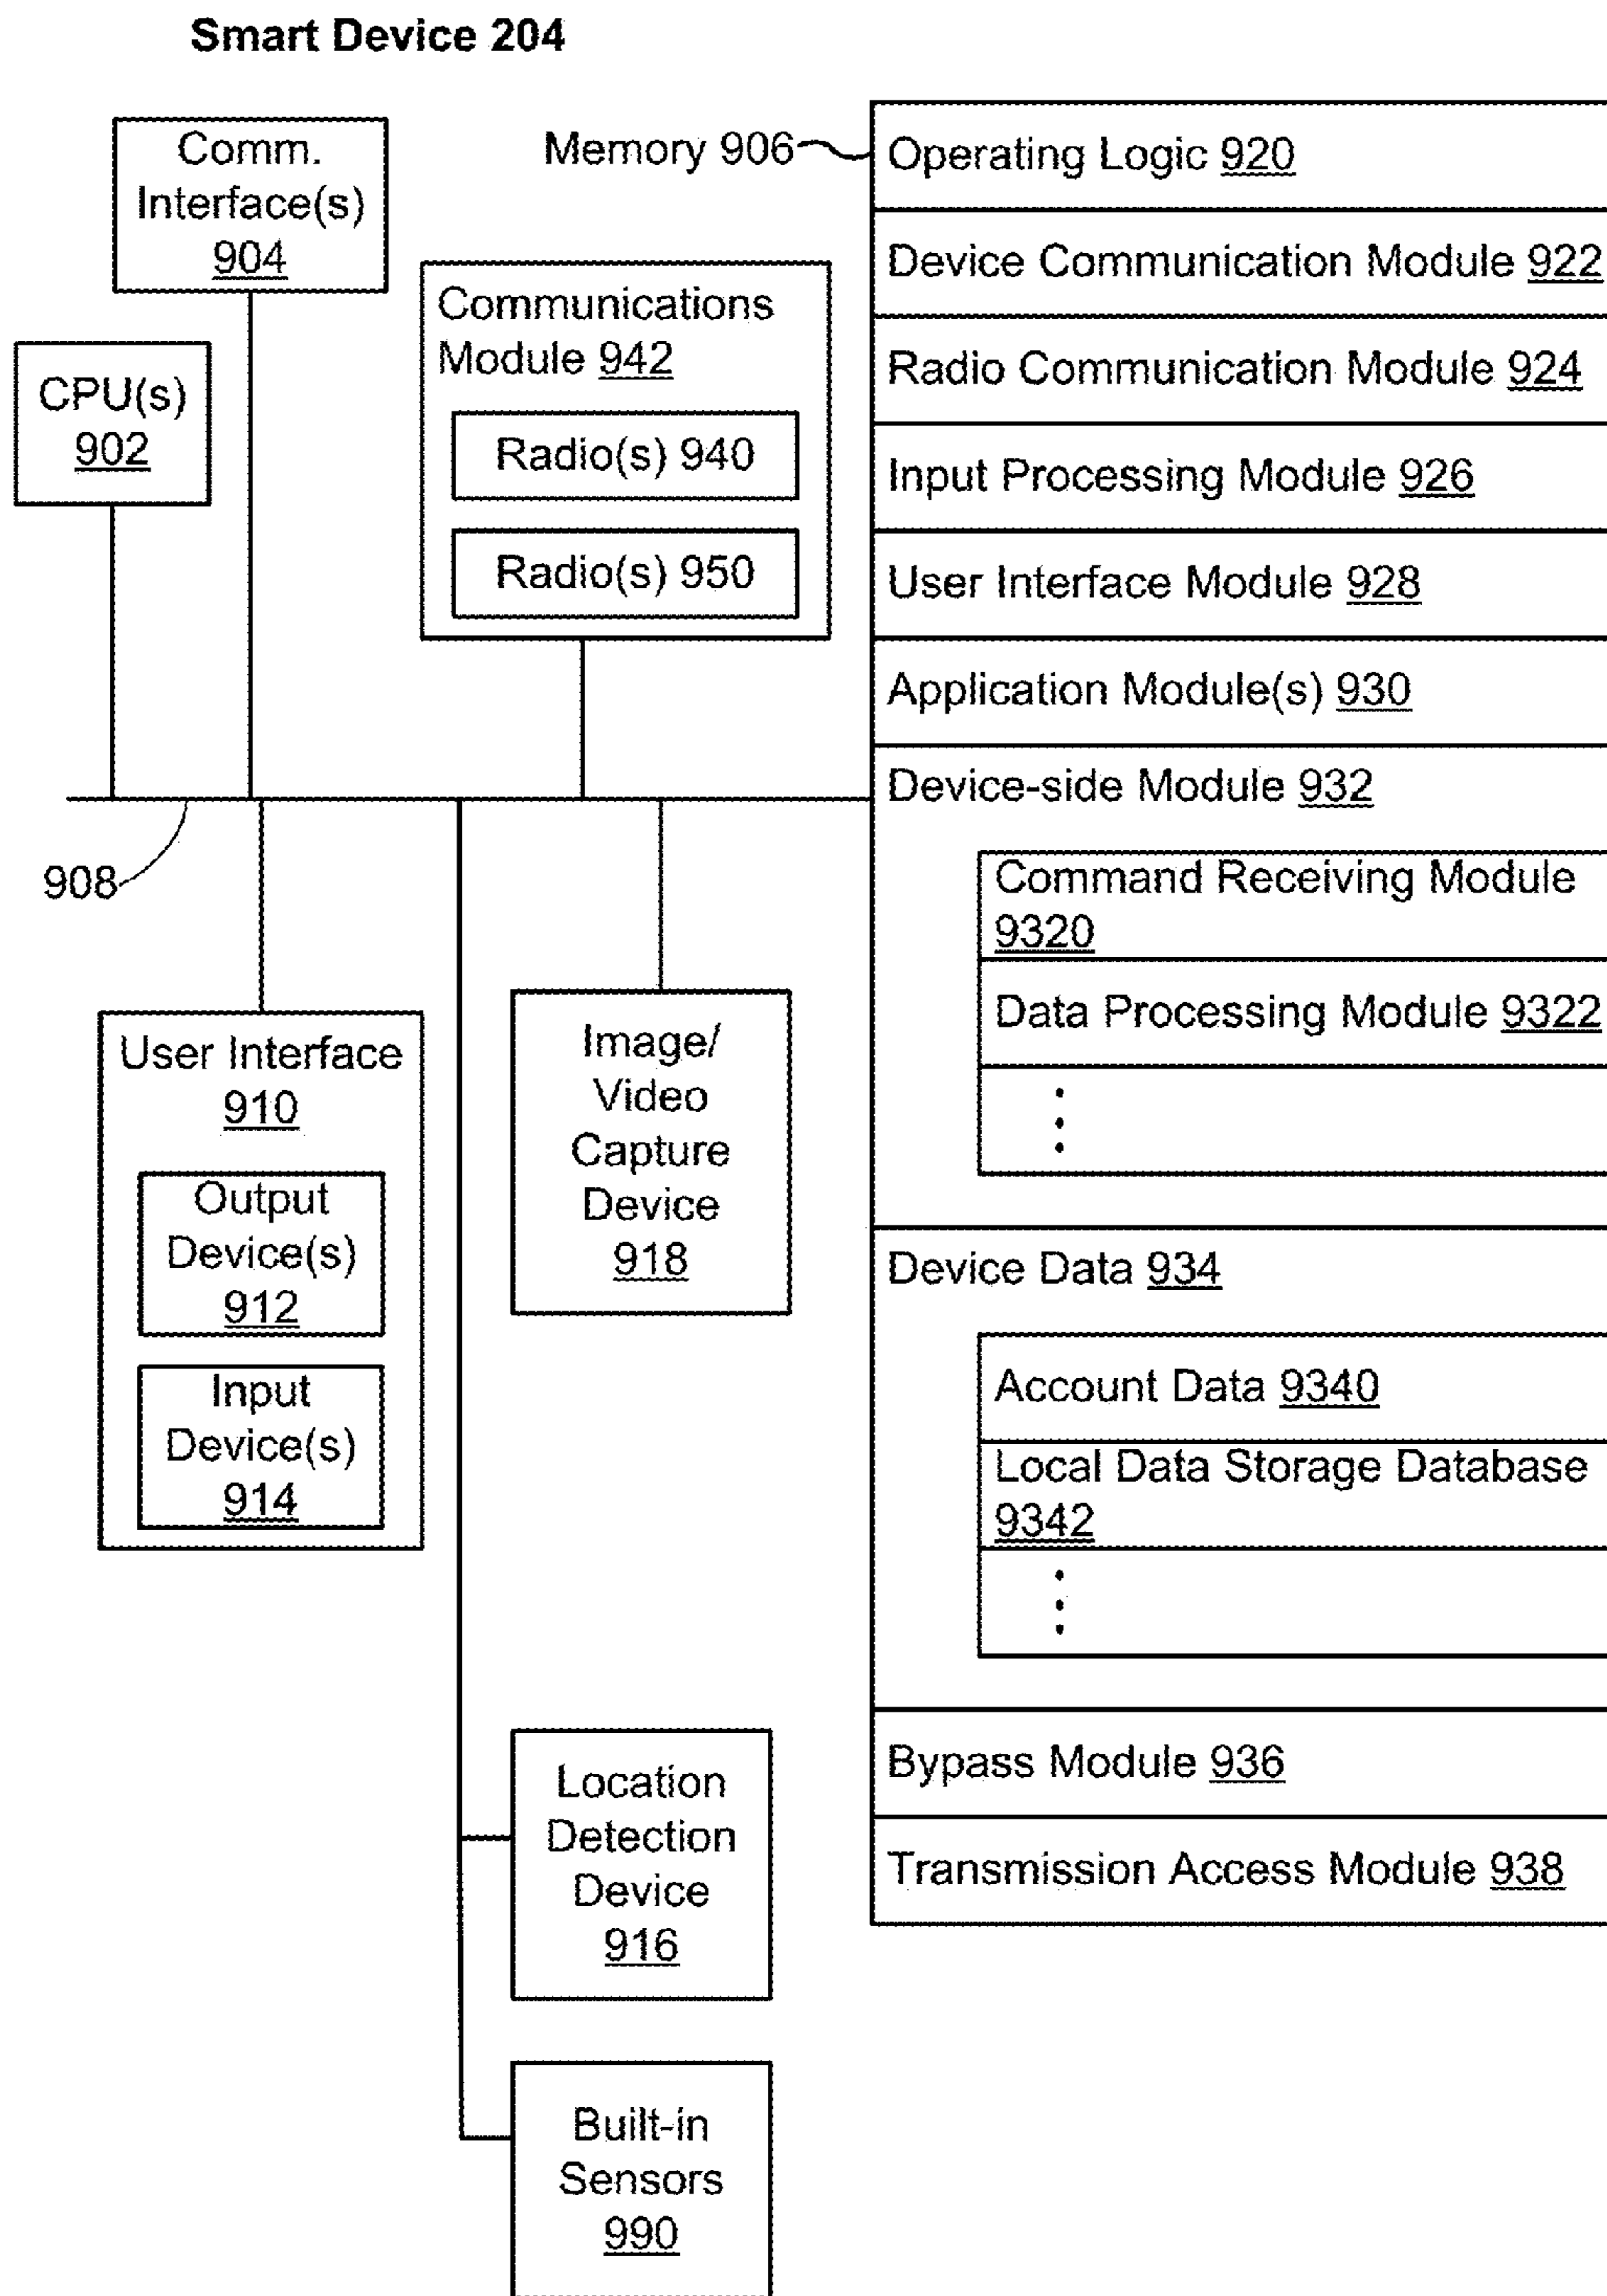 Smart Device 204
Comm.
Interface(s)
904
CPU(s)
902
Communications
Module 942
Radio(s) 940
Radio(s) 950
908
User Interface
910
Output
Device(s)
912
Input
Device(s)
914
Image/
Video
Capture
Device
918
Location
Detection
Device
916
Built-in
Sensors
990
Memory 906
Operating Logic 920
Device Communication Module 922
Radio Communication Module 924
Input Processing Module 926
User Interface Module 928
Application Module(s) 930
Device-side Module 932
Command Receiving Module
9320
Data Processing Module 9322
Device Data 934
Account Data 9340
Local Data Storage Database
9342
Bypass Module 936
Transmission Access Module 938